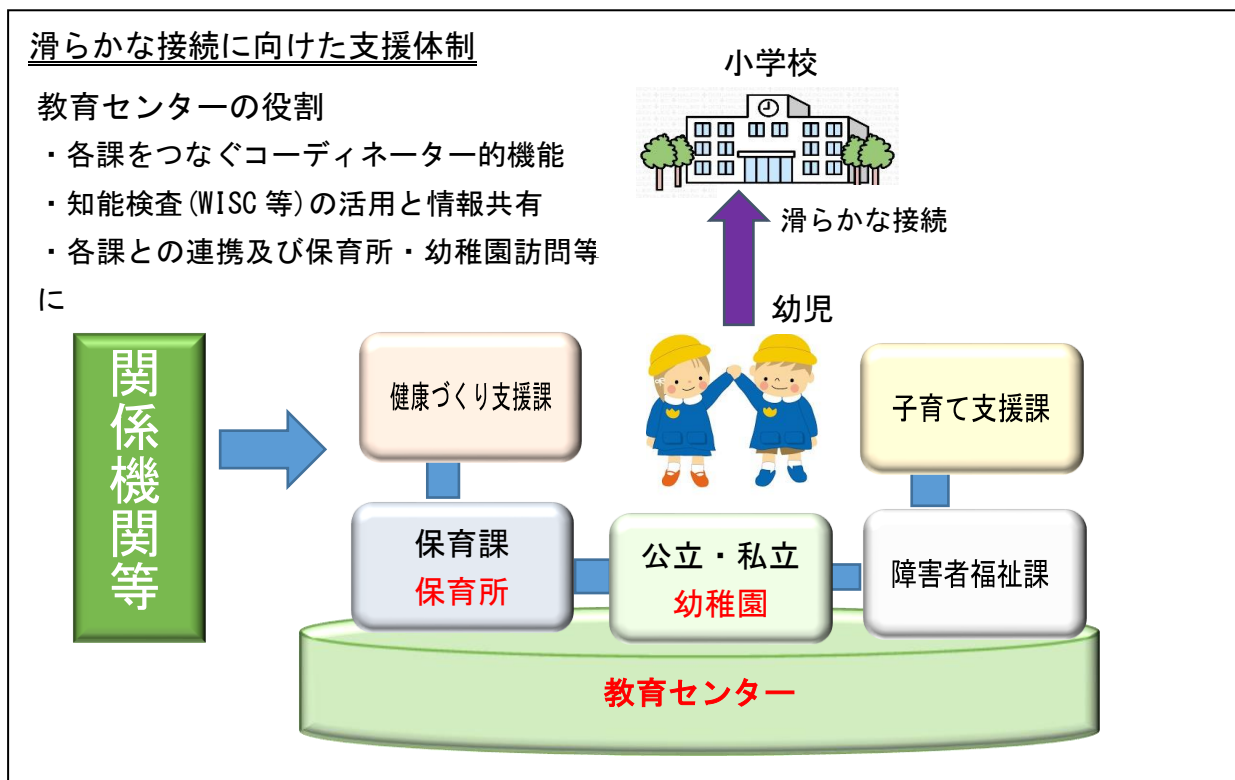 滑らかな接続に向けた支援体制
教育センターの役割
・各課をつなぐコーディネーター的機能
・知能検査(WISC 等)の活用と情報共有
・各課との連携及び保育所・幼稚園訪問等
に
小学校
滑らかな接続
幼児
関係機関等
健康づくり支援課
子育て支援課
保育課
保育所
公立・私立
幼稚園
障害者福祉課
教育センター